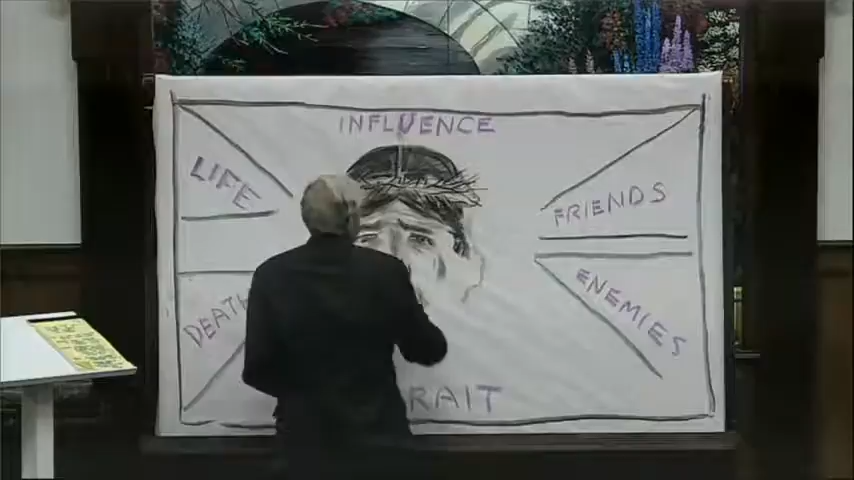 INFLUENCE
LIFE
FRIENDS
DEATH
ENEMIES
RAIT